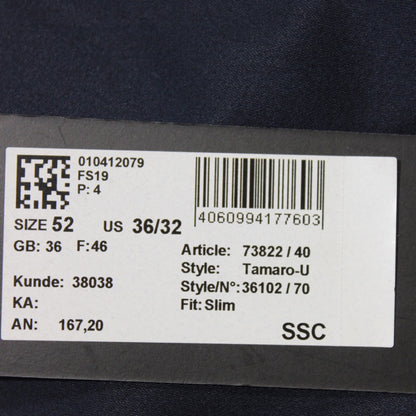 010412079
FS19
P: 4
4060994177603
SIZE 52 US 36/32
GB: 36 F: 46
Article: 73822 / 40
Style: Tamaro-U
Kunde: 38038
Style/N°: 36102 / 70
KA:
Fit: Slim
AN: 167,20
SSC